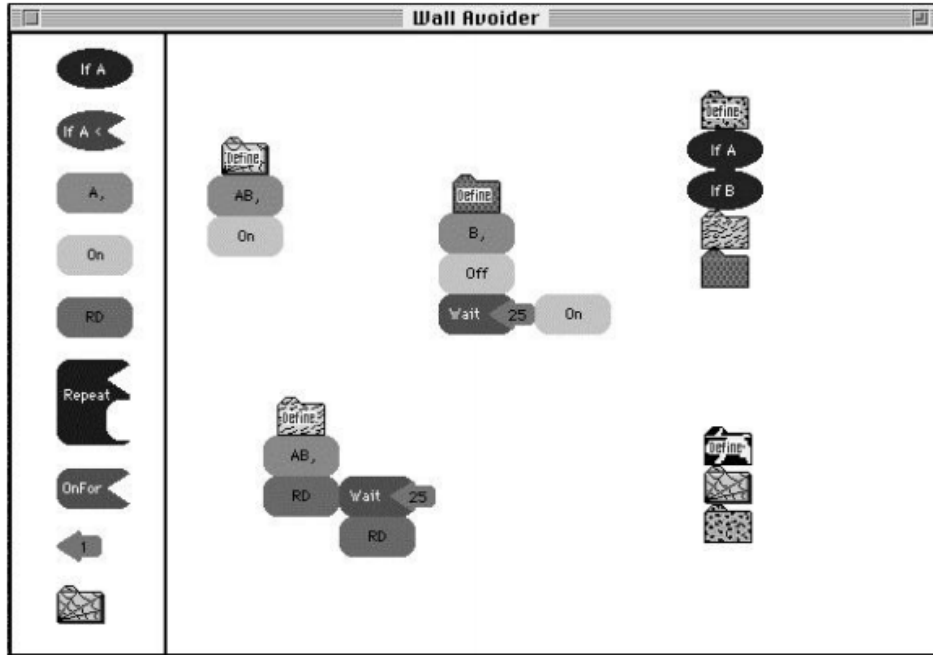 Wall Avoider
If A
If A <
A,
On
RD
Repeat
OnFor
1
Define
AB,
On
Define
B,
Off
Wait 25 On
Define
If A
If B
Define
AB,
RD Wait 25
RD
Define